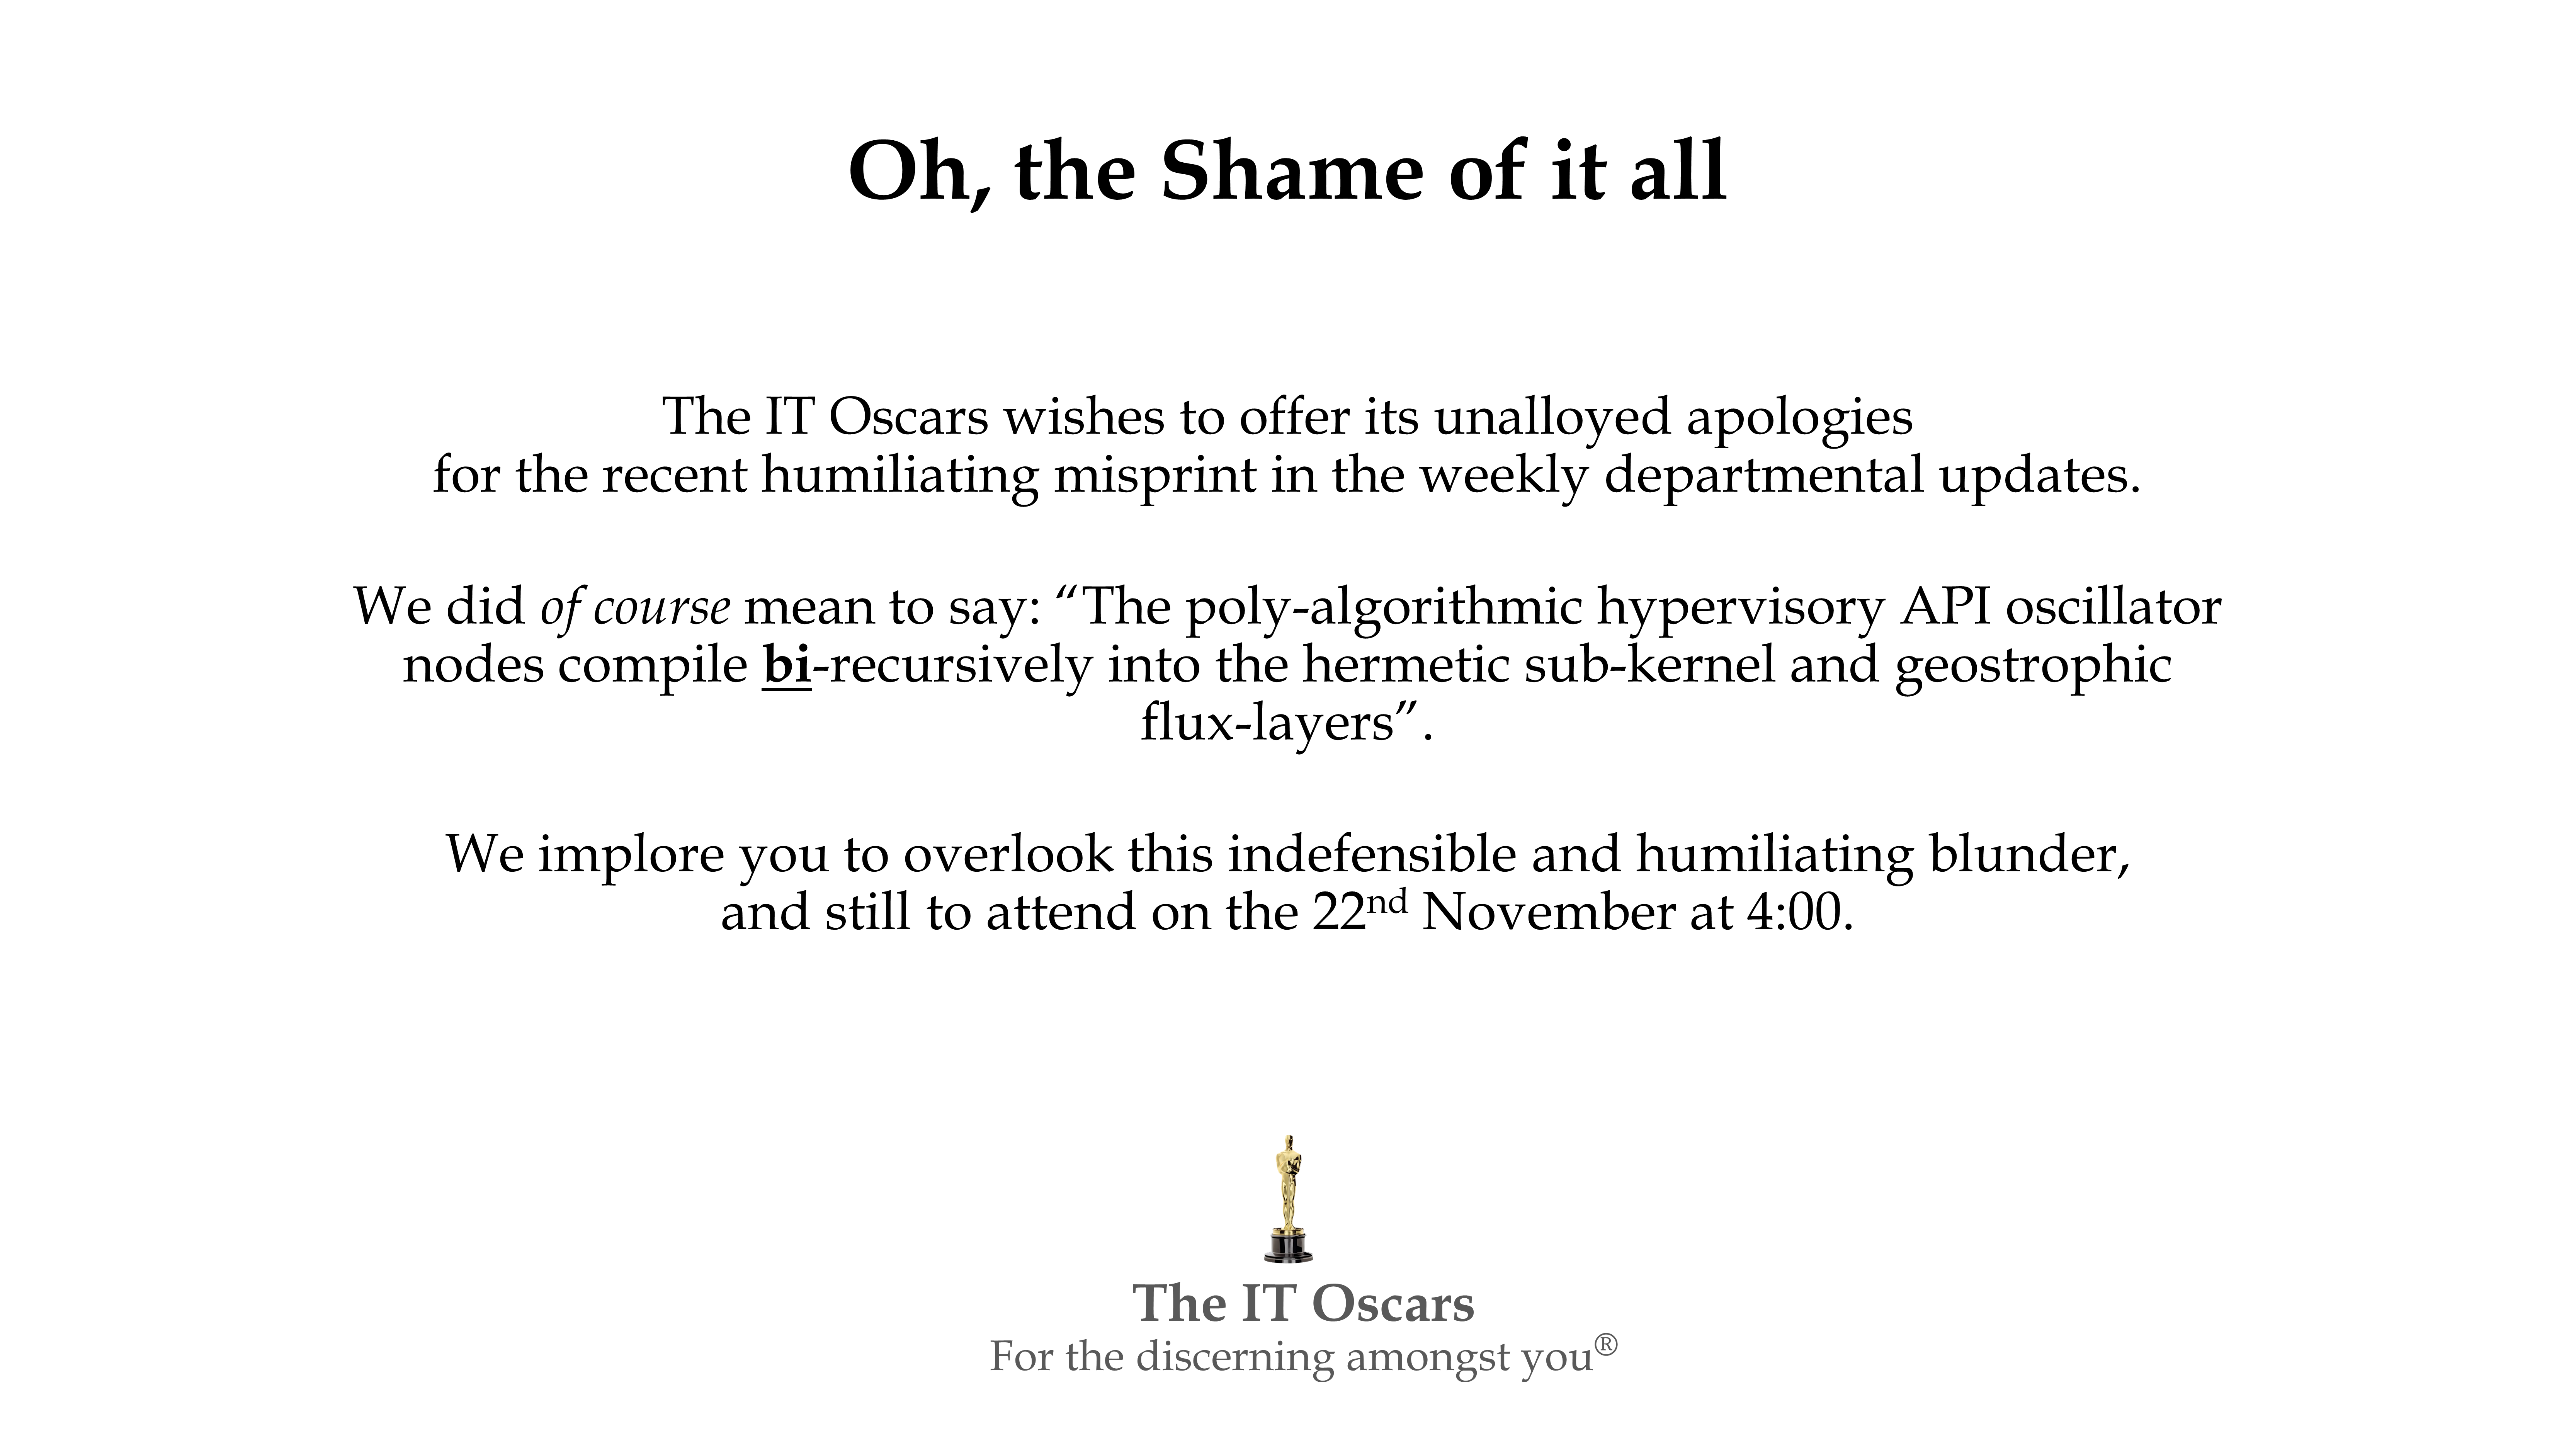 Oh, the Shame of it all
The IT Oscars wishes to offer its unalloyed apologies
for the recent humiliating misprint in the weekly departmental updates.
We did of course mean to say: “The poly-algorithmic hypervisory API oscillator
nodes compile bi-recursively into the hermetic sub-kernel and geostrophic
flux-layers”.
We implore you to overlook this indefensible and humiliating blunder,
and still to attend on the 22nd November at 4:00.
The IT Oscars
For the discerning amongst you®